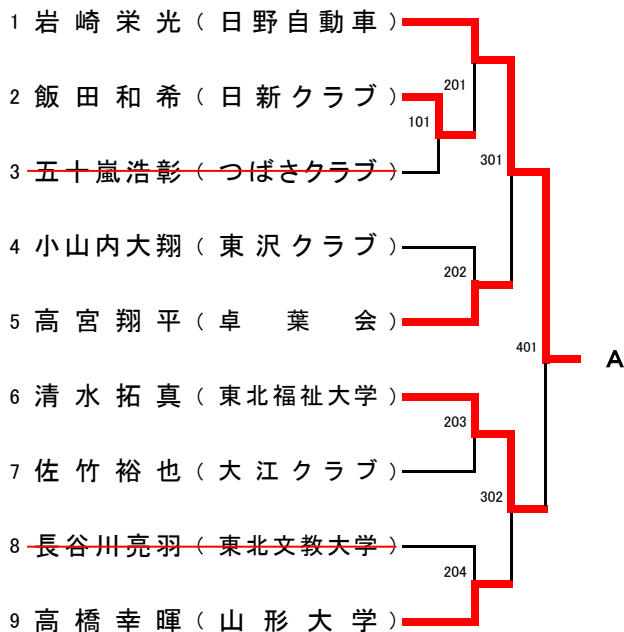 1 岩崎栄光 ( 日野自動車 )
2 飯田和希 ( 日新クラブ )
3 五十嵐浩彰 ( つばさクラブ )
4 小山内大翔 ( 東沢クラブ )
5 高宮翔平 ( 卓葉会 )
6 清水拓真 ( 東北福祉大学 )
7 佐竹裕也 ( 大江クラブ )
8 長谷川亮羽 ( 東北文教大学 )
9 高橋幸暉 ( 山形大学 )
101
201
202
203
204
301
302
401
A